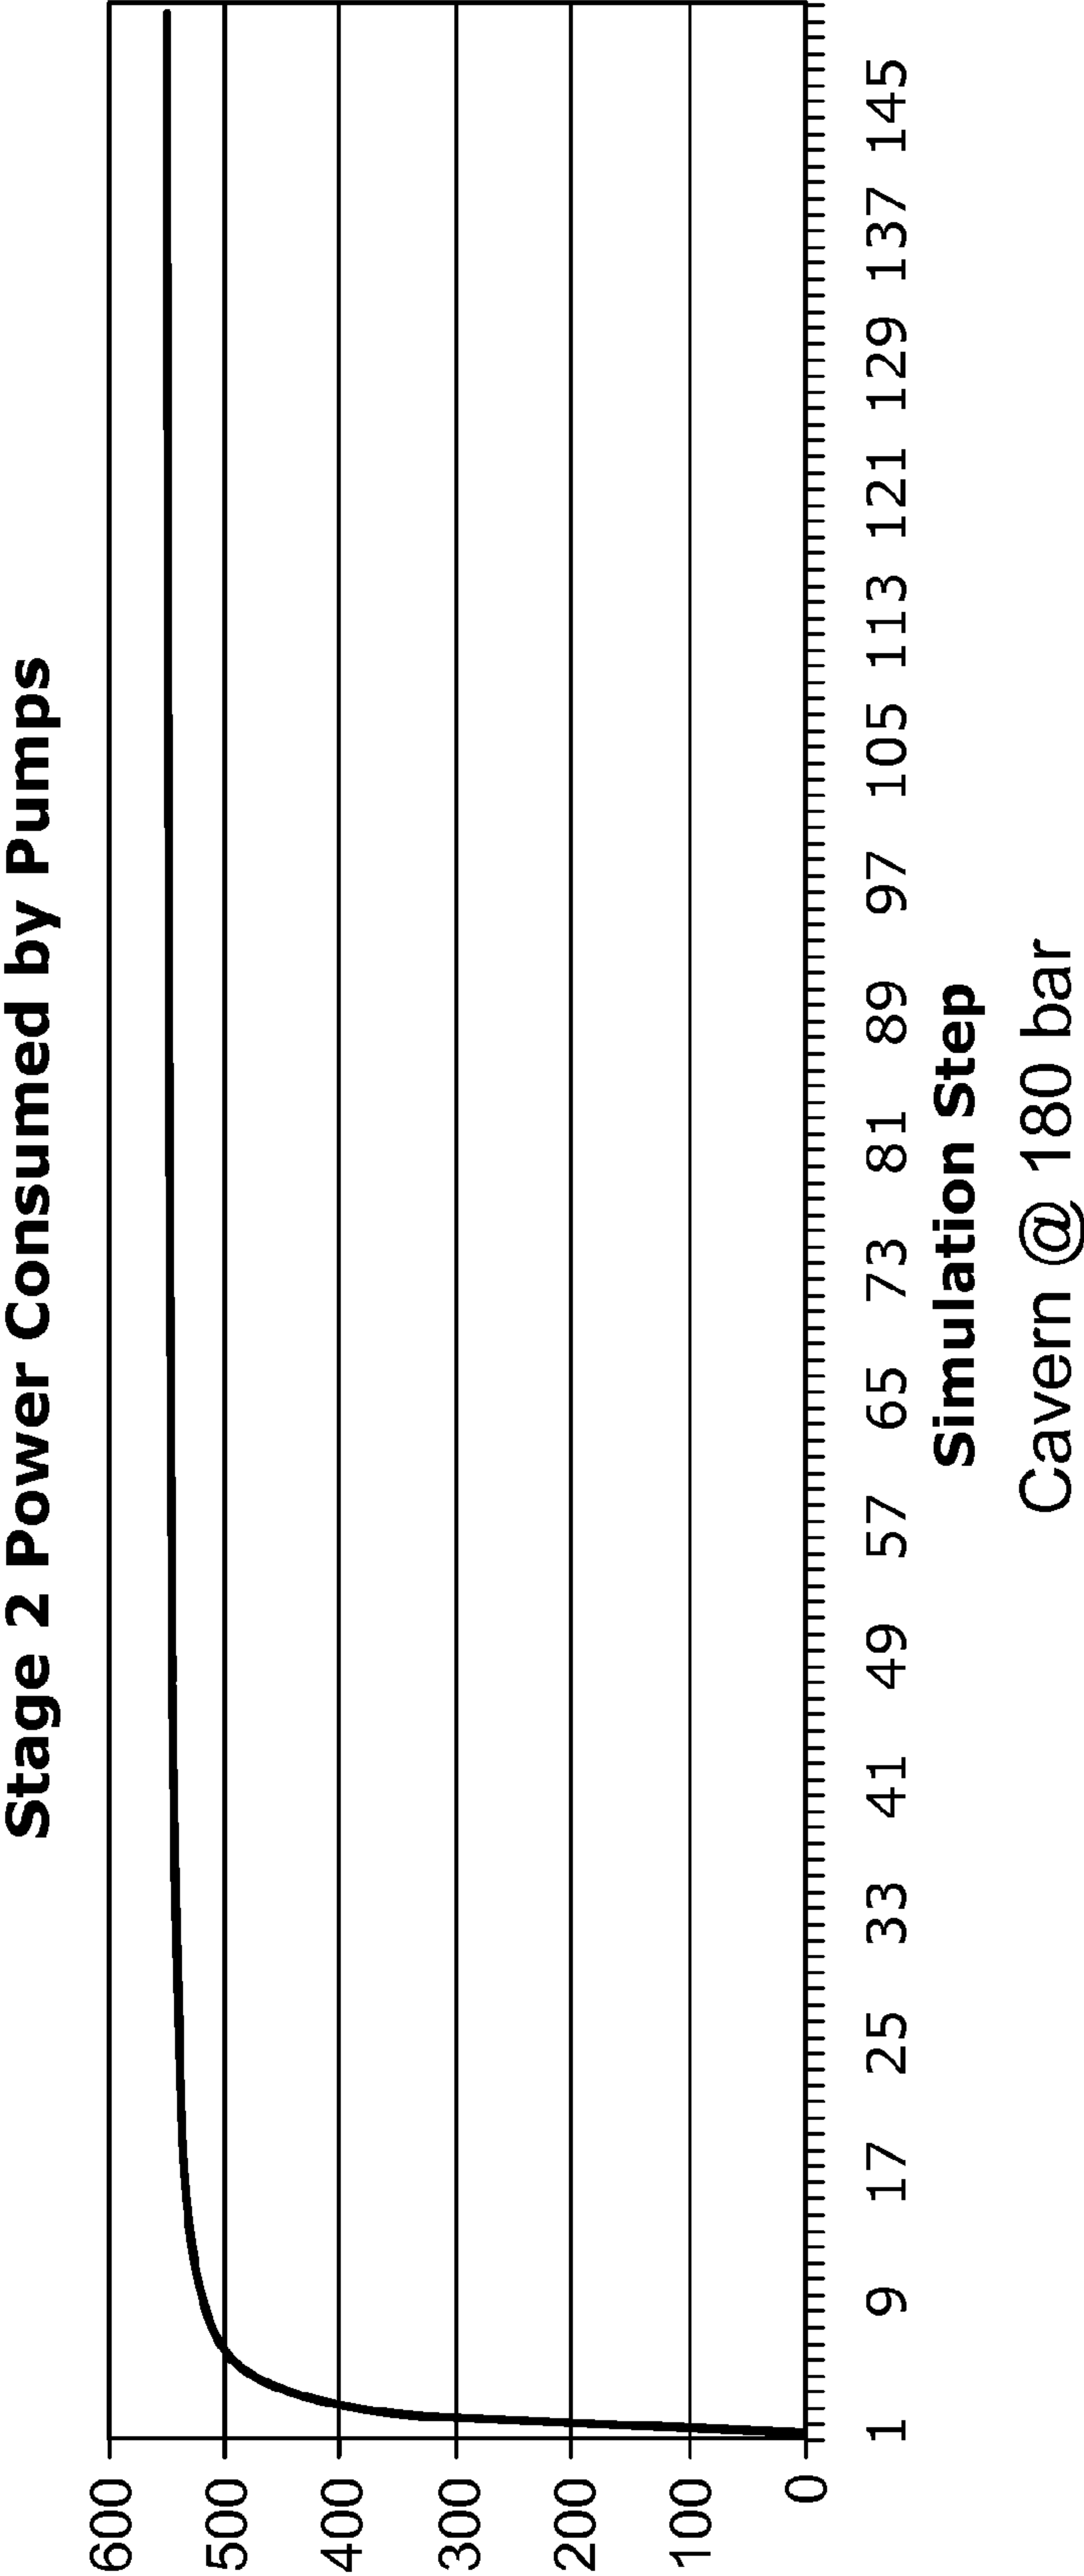 Stage 2 Power Consumed by Pumps
600
500
400
300
200
100
0
1 9 17 25 33 41 49 57 65 73 81 89 97 105 113 121 129 137 145
Simulation Step
Cavern @ 180 bar